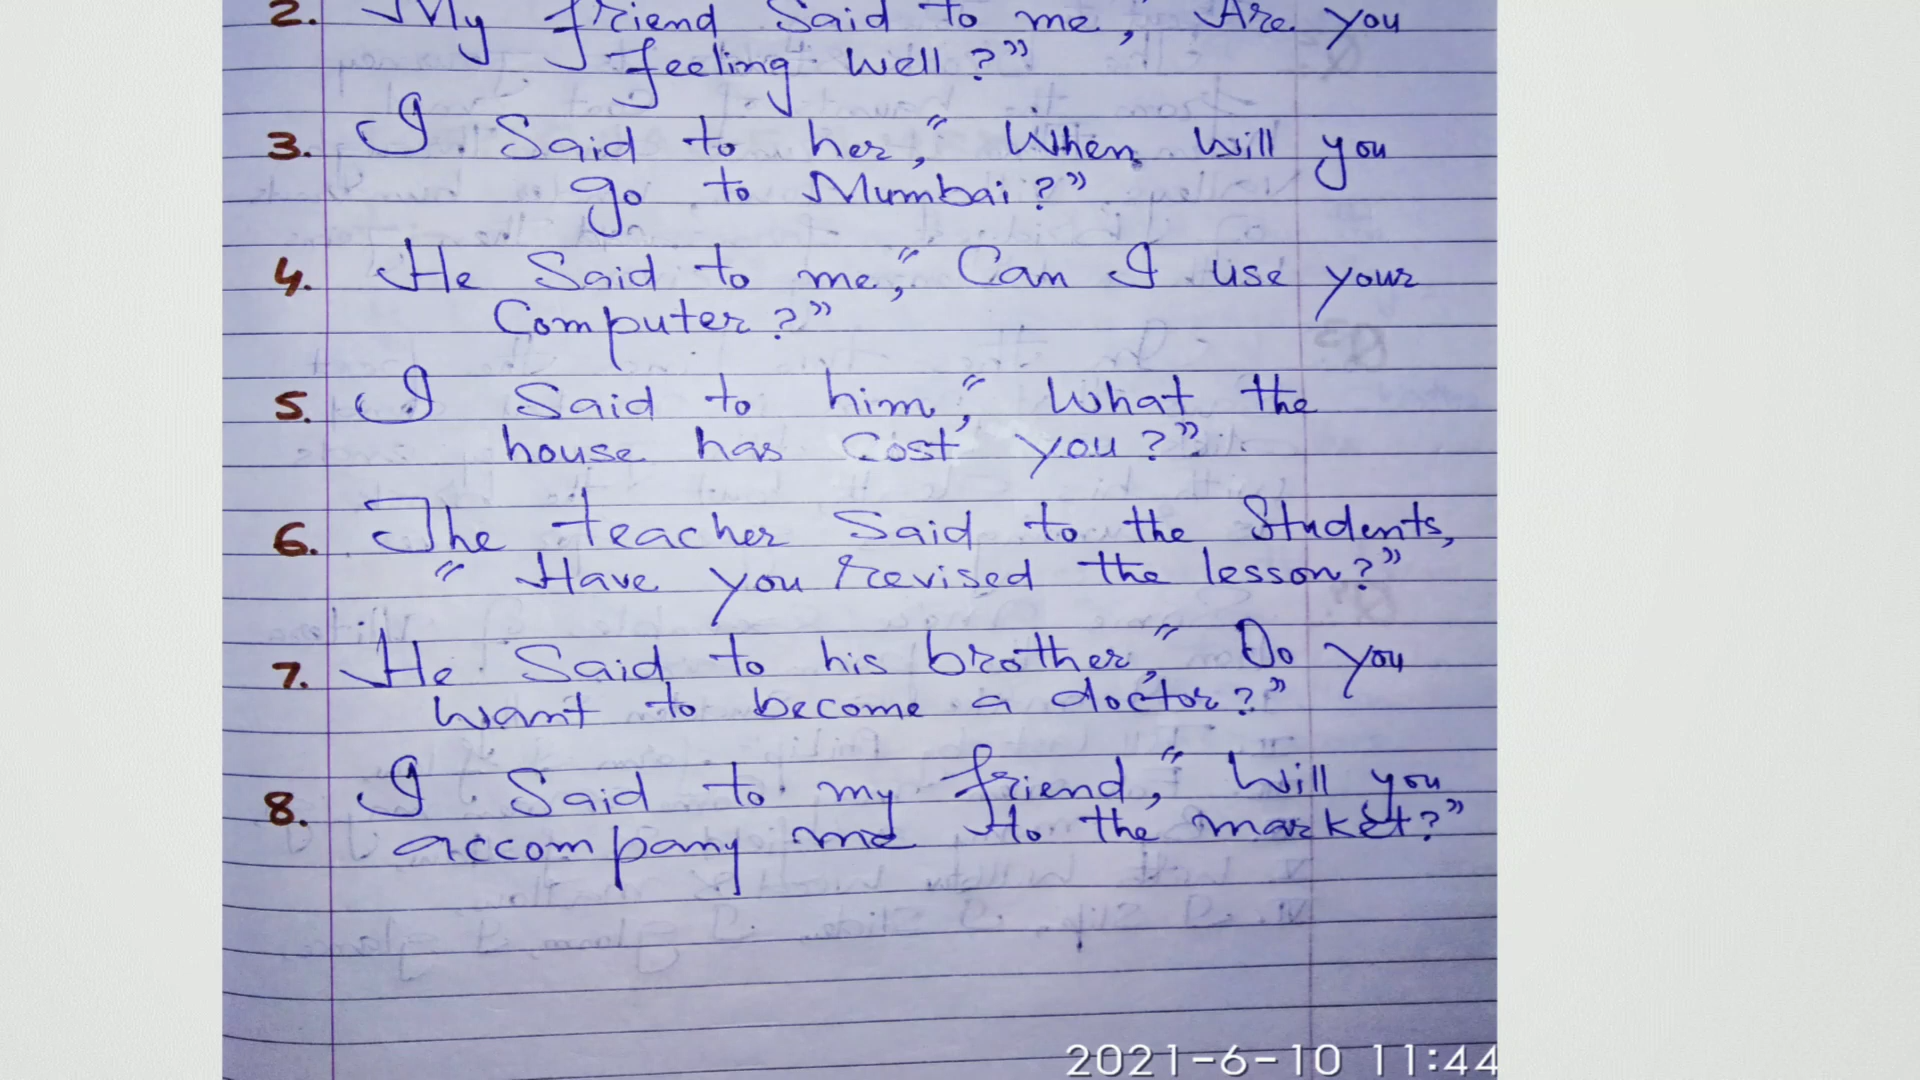 2. My friend Said to me, Are you
feeling well?"
3. I Said to her," When will you
go to Mumbai?"
4. He Said to me," Can I use your
Computer?"
5. I Said to him," What the
house has cost you?"
6. The teacher Said to the Students,
" Have you revised the lesson?"
7. He Said to his brother," Do you
want to become a doctor?"
8. I Said to my friend," Will you
accompany me to the market?"
2021-6-10 11:44